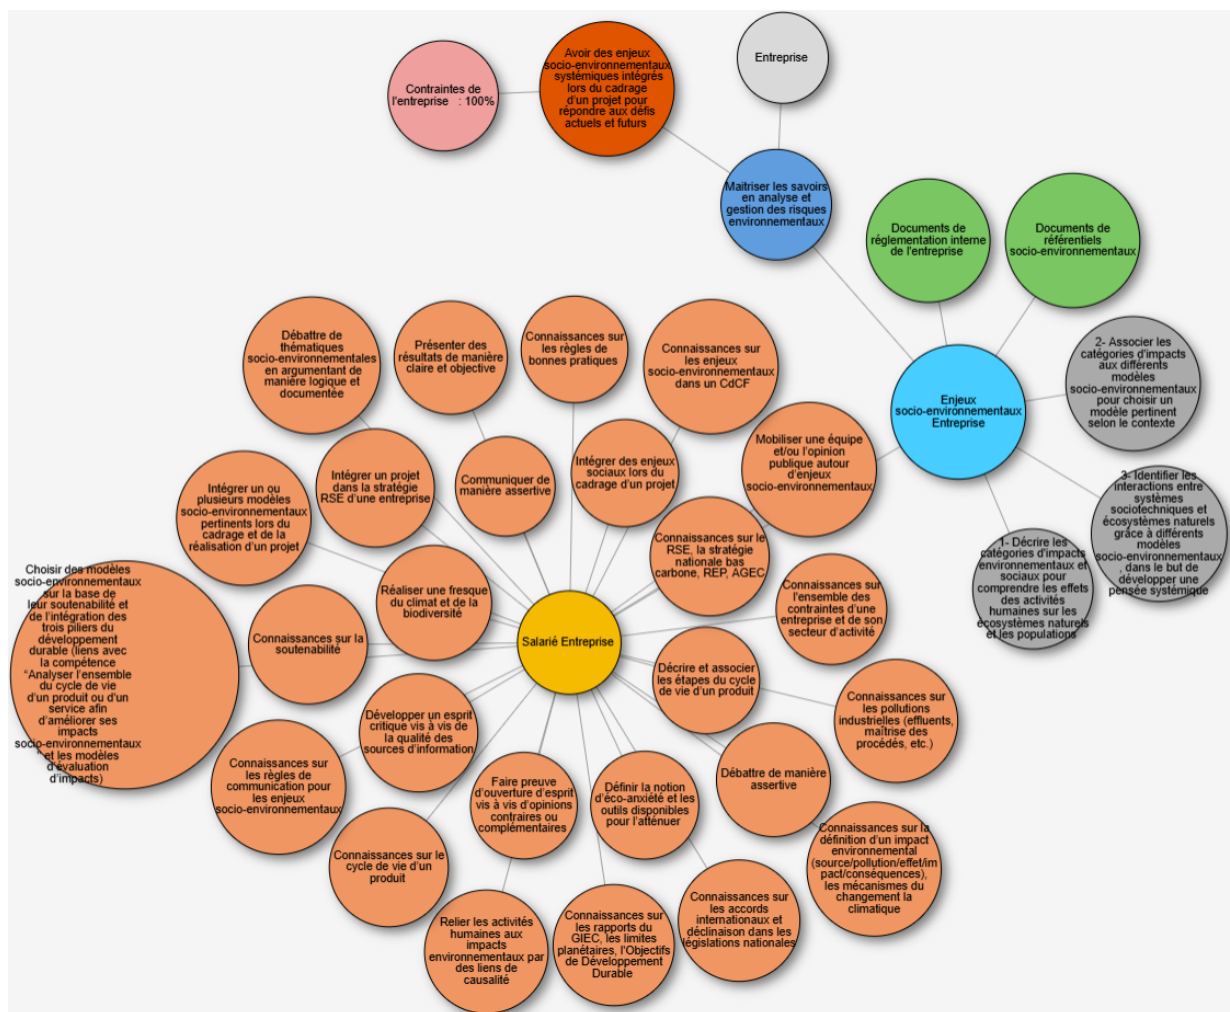 Avoir des enjeux
socio-environnementaux
systémiques intégrés
lors du cadrage
d'un projet pour
répondre aux défis
actuels et futurs
Entreprise
Contraintes de
l'entreprise : 100%
Maitriser les savoirs
en analyse et
gestion des risques
environnementaux
Documents de
réglementation interne
de l'entreprise
Documents de
référentiels
socio-environnementaux
Enjeux
socio-environnementaux
Entreprise
2- Associer les
catégories d'impacts
aux différents
modèles
socio-environnementaux
pour choisir un
modèle pertinent
selon le contexte
3- Identifier les
interactions entre
systèmes
sociotechniques et
écosystèmes naturels
grâce à différents
modèles
socio-environnementaux
, dans le but de
développer une
pensée systémique
1- Décrire les
catégories d'impacts
environnementaux et
sociaux pour
comprendre les effets
des activités
humaines sur les
écosystèmes naturels
et les populations
Débattre de
thématiques
socio-environnementales
en argumentant de
manière logique et
documentée
Présenter des
résultats de manière
claire et objective
Connaissances sur
les règles de
bonnes pratiques
Connaissances sur
les enjeux
socio-environnementaux
dans un CdCF
Mobiliser une équipe
et/ou l'opinion
publique autour
d'enjeux
socio-environnementaux
Intégrer un projet
dans la stratégie
RSE d'une entreprise
Communiquer de
manière assertive
Intégrer des enjeux
sociaux lors du
cadrage d'un projet
Intégrer un ou
plusieurs modèles
socio-environnementaux
pertinents lors du
cadrage et de la
réalisation d'un projet
Connaissances sur le
RSE, la stratégie
nationale bas
carbone, REP, AGEC
Choisir des modèles
socio-environnementaux
sur la base de
leur soutenabilité et
de l'intégration des
trois piliers du
développement
durable (liens avec
la compétence
"Analyser l'ensemble
du cycle de vie
d'un produit ou d'un
service afin
d'améliorer ses
impacts
socio-environnementaux
" et les modèles
d'évaluation
d'impacts)
Réaliser une fresque
du climat et de la
biodiversité
Connaissances sur
l'ensemble des
contraintes d'une
entreprise et de son
secteur d'activité
Connaissances sur la
soutenabilité
Salarié Entreprise
Décrire et associer
les étapes du cycle
de vie d'un produit
Connaissances sur
les pollutions
industrielles (effluents,
maîtrise des
procédés, etc.)
Développer un esprit
critique vis à vis de
la qualité des
sources d'information
Connaissances sur
les règles de
communication pour
les enjeux
socio-environnementaux
Faire preuve
d'ouverture d'esprit
vis à vis d'opinions
contraires ou
complémentaires
Définir la notion
d'éco-anxiété et les
outils disponibles
pour l'atténuer
Débattre de manière
assertive
Connaissances sur le
cycle de vie d'un
produit
Connaissances sur la
définition d'un impact
environnemental
(source/pollution/effet/im
pact/conséquences),
les mécanismes du
changement la
climatique
Relier les activités
humaines aux
impacts
environnementaux par
des liens de
causalité
Connaissances sur
les rapports du
GIEC, les limites
planétaires, l'Objectifs
de Développement
Durable
Connaissances sur
les accords
internationaux et
déclinaison dans les
législations nationales